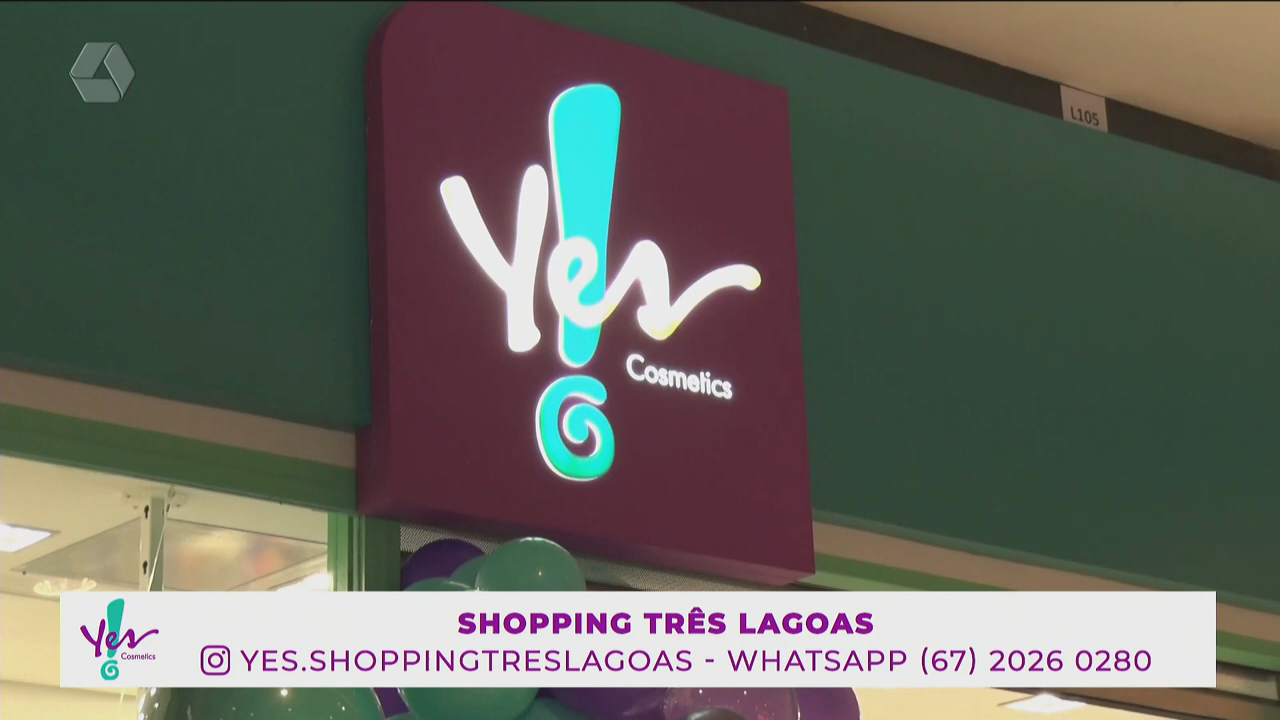 L105
Yes
Cosmetics
SHOPPING TRÊS LAGOAS
Yes
Cosmetics
YES.SHOPPINGTRESLAGOAS - WHATSAPP (67) 2026 0280